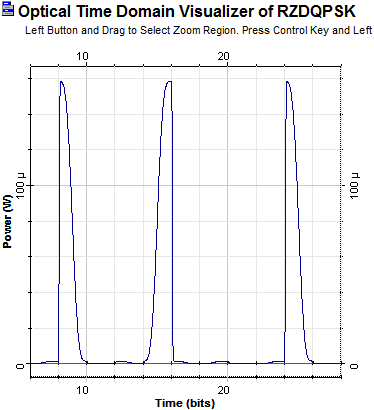 Optical Time Domain Visualizer of RZDQPSK
Left Button and Drag to Select Zoom Region. Press Control Key and Left
10 20
Power (W)
100 µ 100 µ
0 0
10 20
Time (bits)